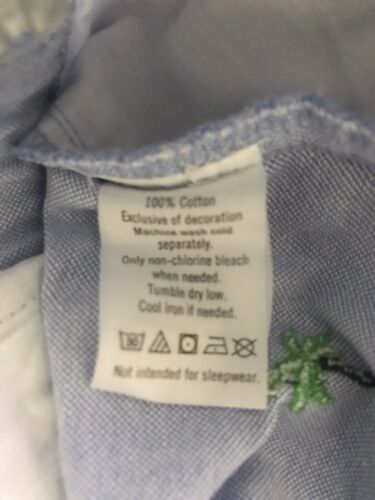 100% Cotton
Exclusive of decoration
Machine wash cold
separately.
Only non-chlorine bleach
when needed.
Tumble dry low.
Cool iron if needed.
Not intended for sleepwear.